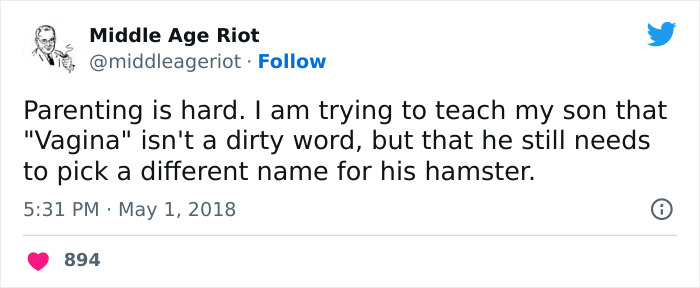 Middle Age Riot
@middleageriot · Follow
Parenting is hard. I am trying to teach my son that
"Vagina" isn't a dirty word, but that he still needs
to pick a different name for his hamster.
5:31 PM · May 1, 2018
894